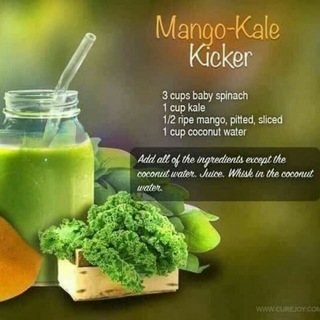 Mango-Kale
Kicker
3 cups baby spinach
1 cup kale
1/2 ripe mango, pitted, sliced
1 cup coconut water
Add all of the ingredients except the
coconut water. Juice. Whisk in the coconut
water.
WWW.CUREJOY.COM